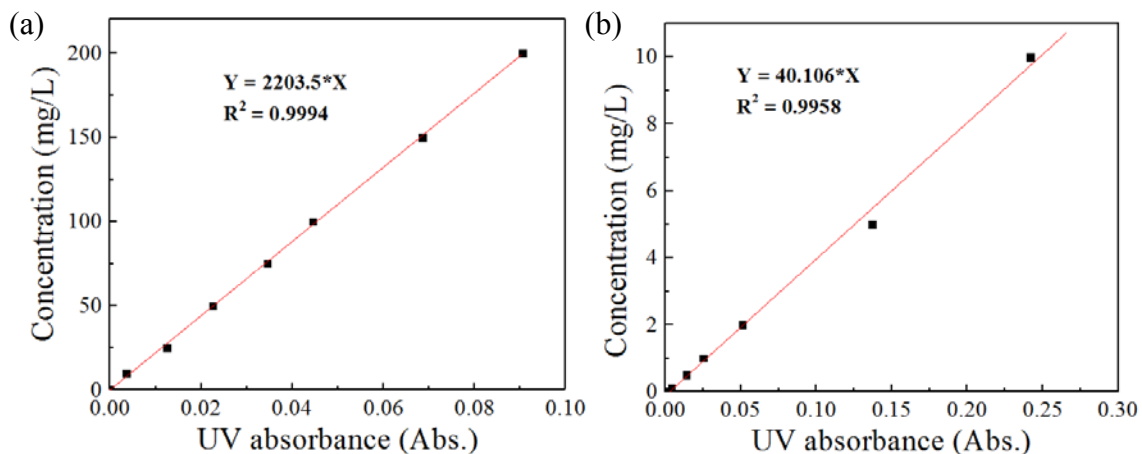 (a)
Y = 2203.5*X
R² = 0.9994
Concentration (mg/L)
200
150
100
50
0
0.00 0.02 0.04 0.06 0.08 0.10
UV absorbance (Abs.)
(b)
Y = 40.106*X
R² = 0.9958
Concentration (mg/L)
10
8
6
4
2
0
0.00 0.05 0.10 0.15 0.20 0.25 0.30
UV absorbance (Abs.)